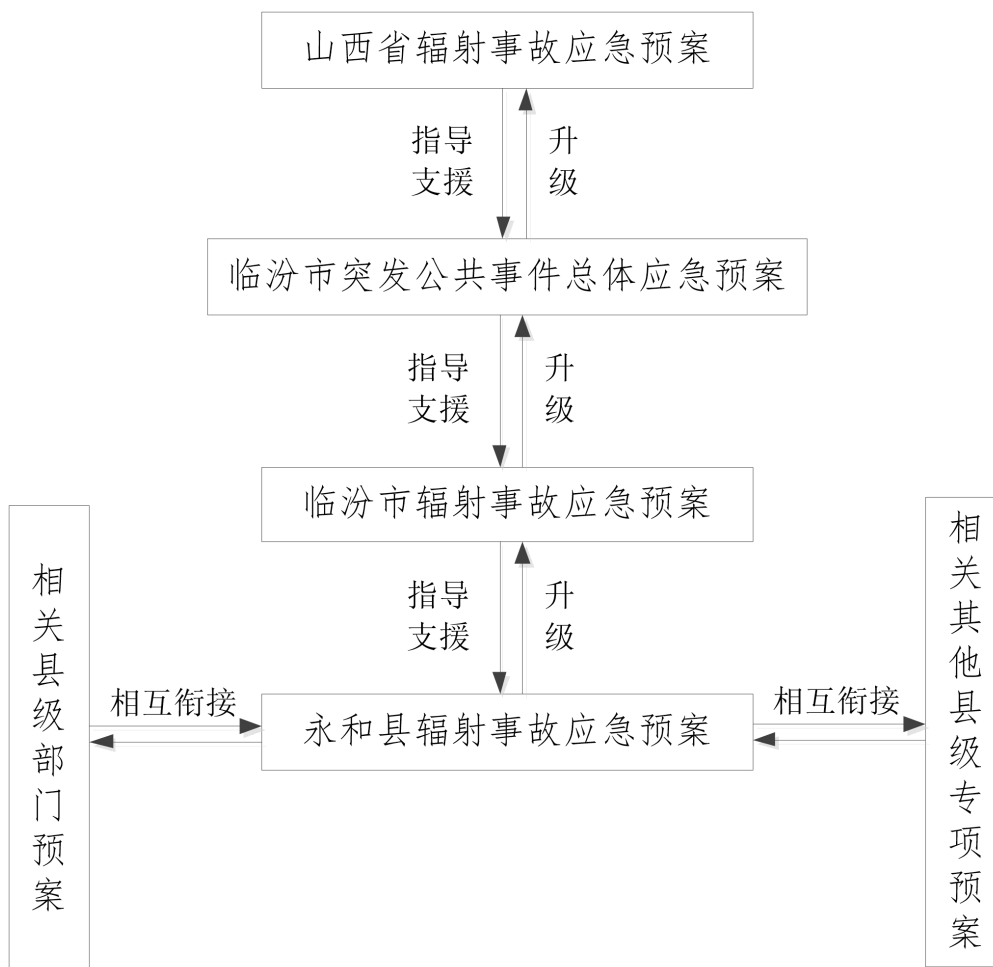 山西省辐射事故应急预案
指导
支援
升
级
临汾市突发公共事件总体应急预案
指导
支援
升
级
临汾市辐射事故应急预案
指导
支援
升
级
相关县级部门预案
相互衔接
永和县辐射事故应急预案
相互衔接
相关其他县级专项预案